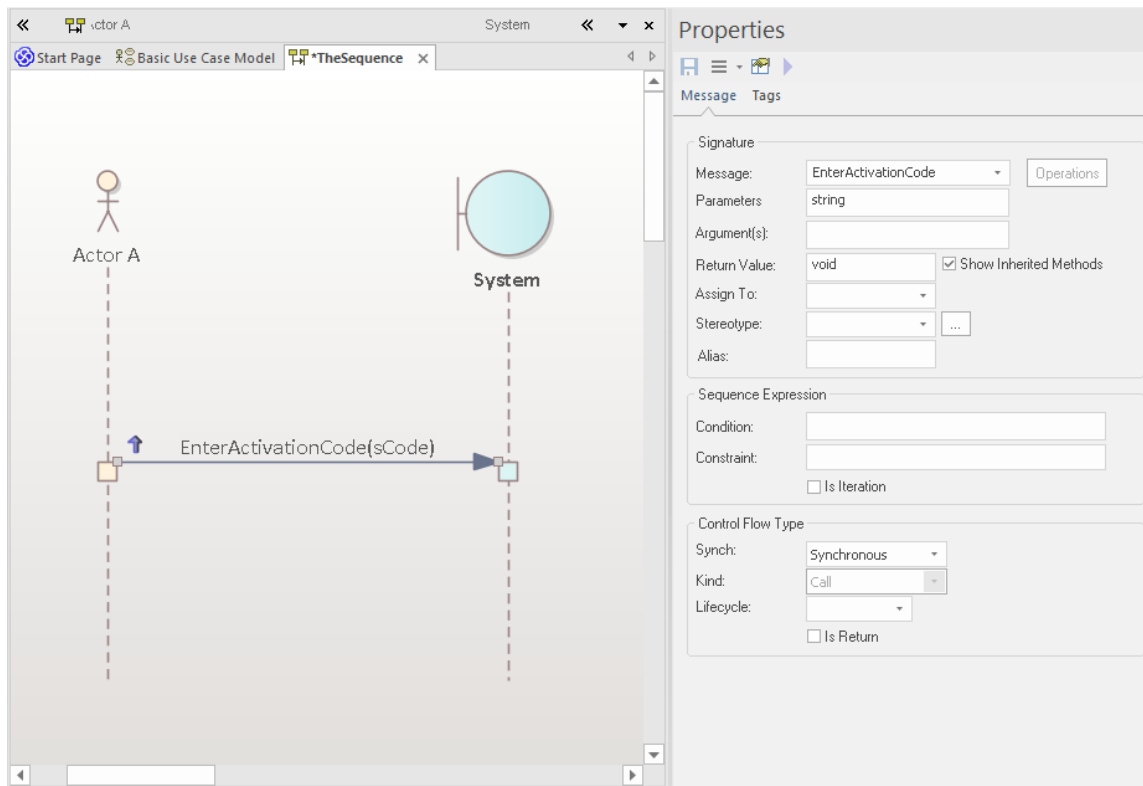 ‹ctor A System
Start Page Basic Use Case Model *TheSequence
Actor A
System
EnterActivationCode(sCode)
Properties
Message Tags
Signature
Message: EnterActivationCode Operations
Parameters string
Argument(s):
Return Value: void Show Inherited Methods
Assign To:
Stereotype: ...
Alias:
Sequence Expression
Condition:
Constraint:
Is Iteration
Control Flow Type
Synch: Synchronous
Kind: Call
Lifecycle:
Is Return